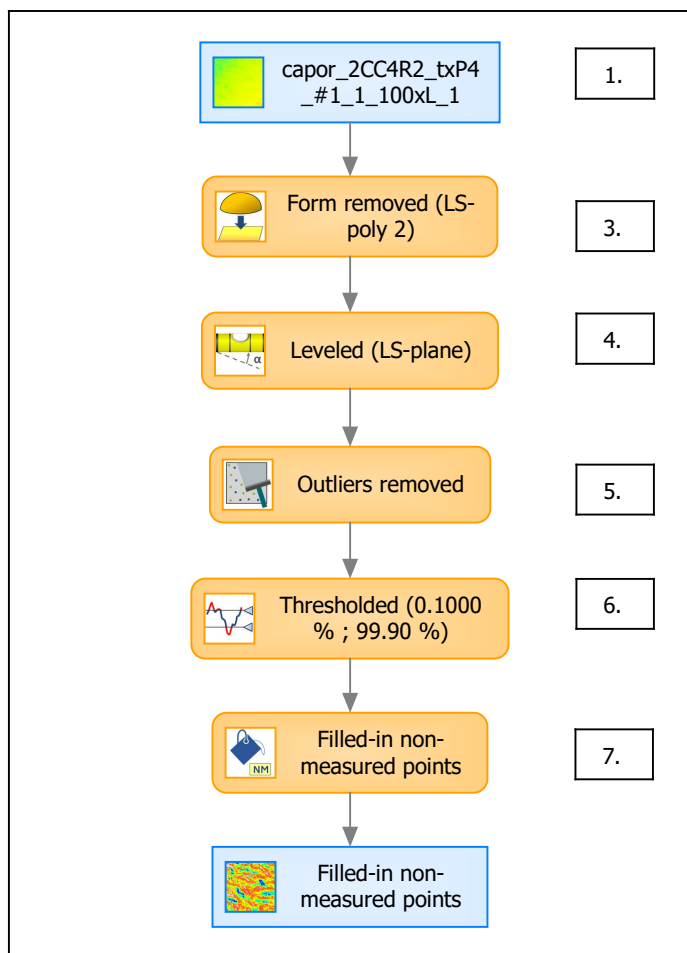 capor_2CC4R2_txP4
_#1_1_100xL_1
1.
Form removed (LS-
poly 2)
3.
α
Leveled (LS-plane)
4.
Outliers removed
5.
Thresholded (0.1000
% ; 99.90 %)
6.
NM
Filled-in non-
measured points
7.
Filled-in non-
measured points